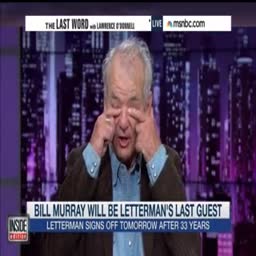 THE LAST WORD WITH LAWRENCE O'DONNELL
LIVE
msnbc.com
BILL MURRAY WILL BE LETTERMAN'S LAST GUEST
LETTERMAN SIGNS OFF TOMORROW AFTER 33 YEARS
INSIDE
EDITION